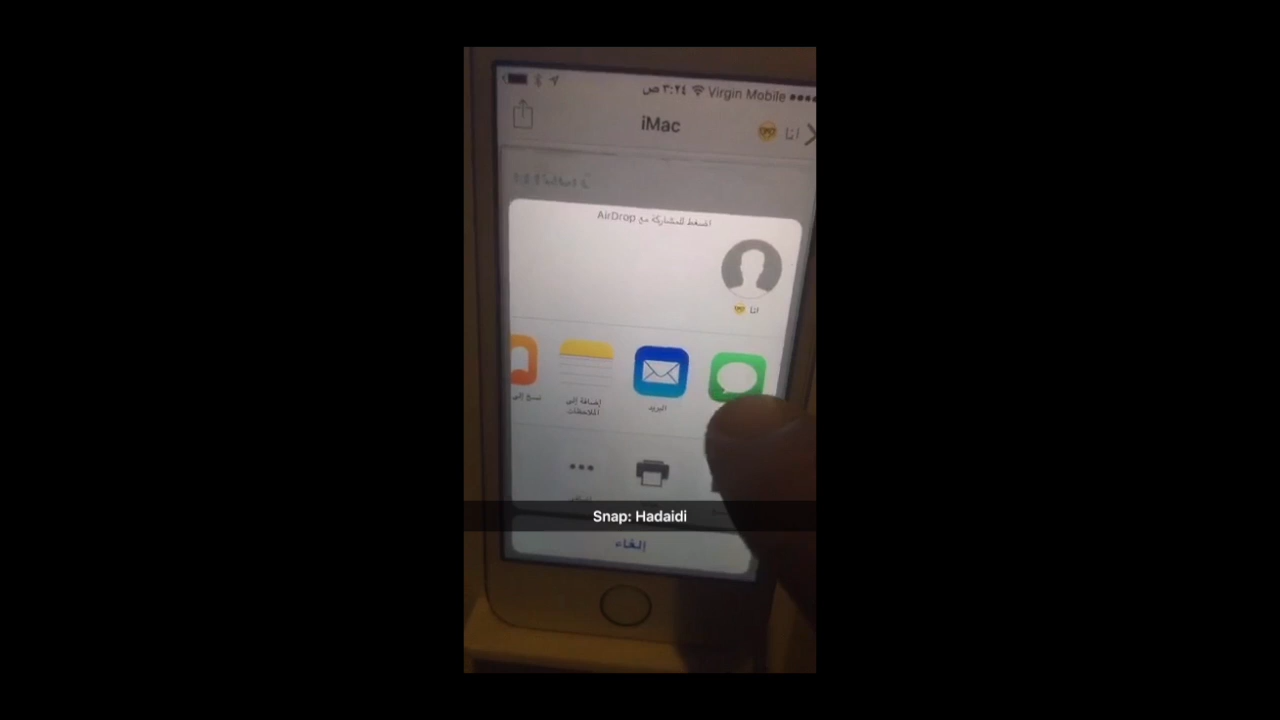 ●●●● Virgin Mobile ٣:٢٤ ص
انا 🤓 iMac
اضغط للمشاركة مع AirDrop
انا 🤓
البريد
إضافة إلى
الملاحظات
نسخ إلى
Snap: Hadaidi
إلغاء